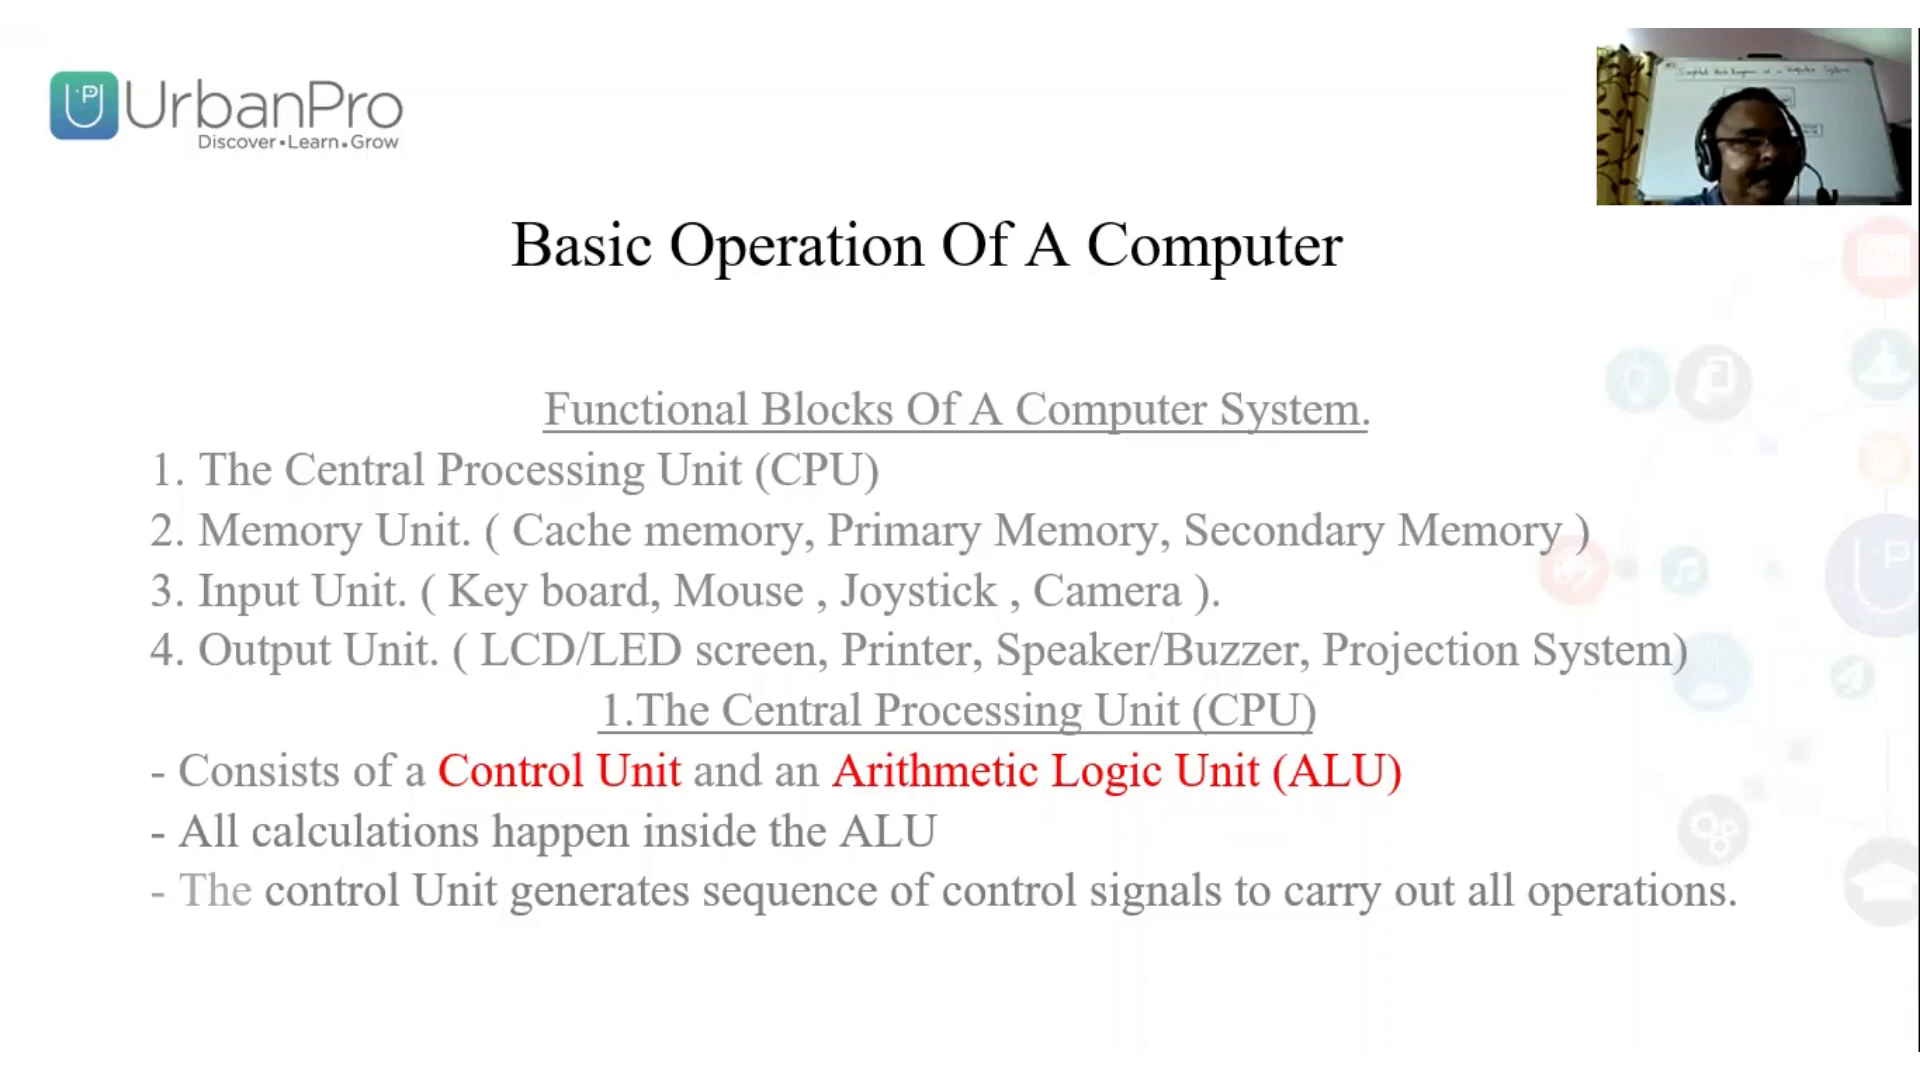 UrbanPro
Discover•Learn•Grow
Basic Operation Of A Computer
Functional Blocks Of A Computer System.
1. The Central Processing Unit (CPU)
2. Memory Unit. ( Cache memory, Primary Memory, Secondary Memory )
3. Input Unit. ( Key board, Mouse , Joystick , Camera ).
4. Output Unit. ( LCD/LED screen, Printer, Speaker/Buzzer, Projection System)
1.The Central Processing Unit (CPU)
- Consists of a Control Unit and an Arithmetic Logic Unit (ALU)
- All calculations happen inside the ALU
- The control Unit generates sequence of control signals to carry out all operations.